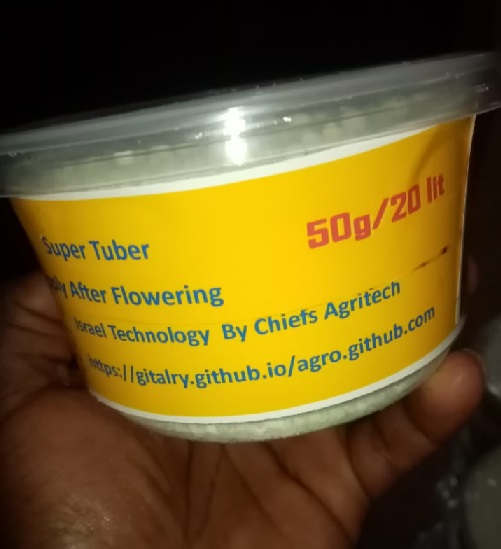 Super Tuber
50g/20 lit
After Flowering
Israel Technology By Chiefs Agritech
https://gitalry.github.io/agro.github.com